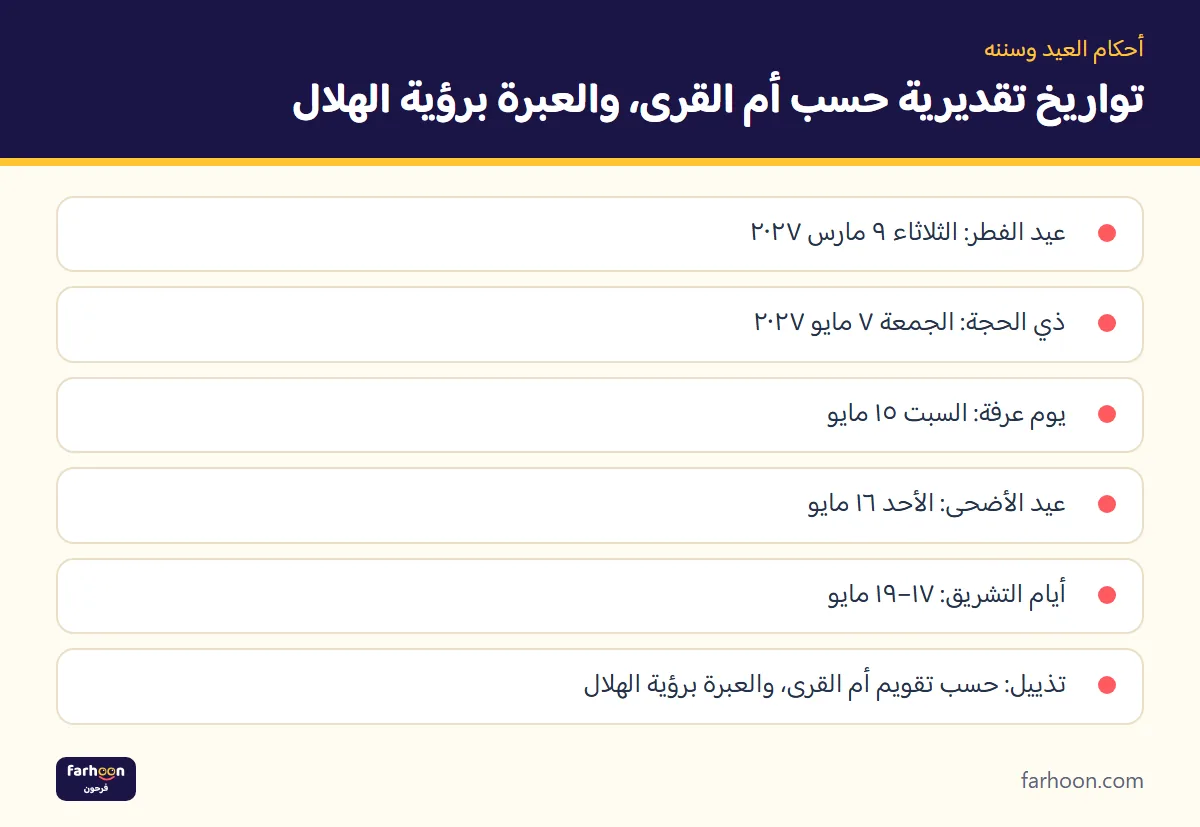 أحكام العيد وسننه
تواريخ تقديرية حسب أم القرى، والعبرة برؤية الهلال
عيد الفطر: الثلاثاء ٩ مارس ٢٠٢٧
ذي الحجة: الجمعة ٧ مايو ٢٠٢٧
يوم عرفة: السبت ١٥ مايو
عيد الأضحى: الأحد ١٦ مايو
أيام التشريق: ١٧–١٩ مايو
تذييل: حسب تقويم أم القرى، والعبرة برؤية الهلال
farhoon.com
farhoon
فرحون